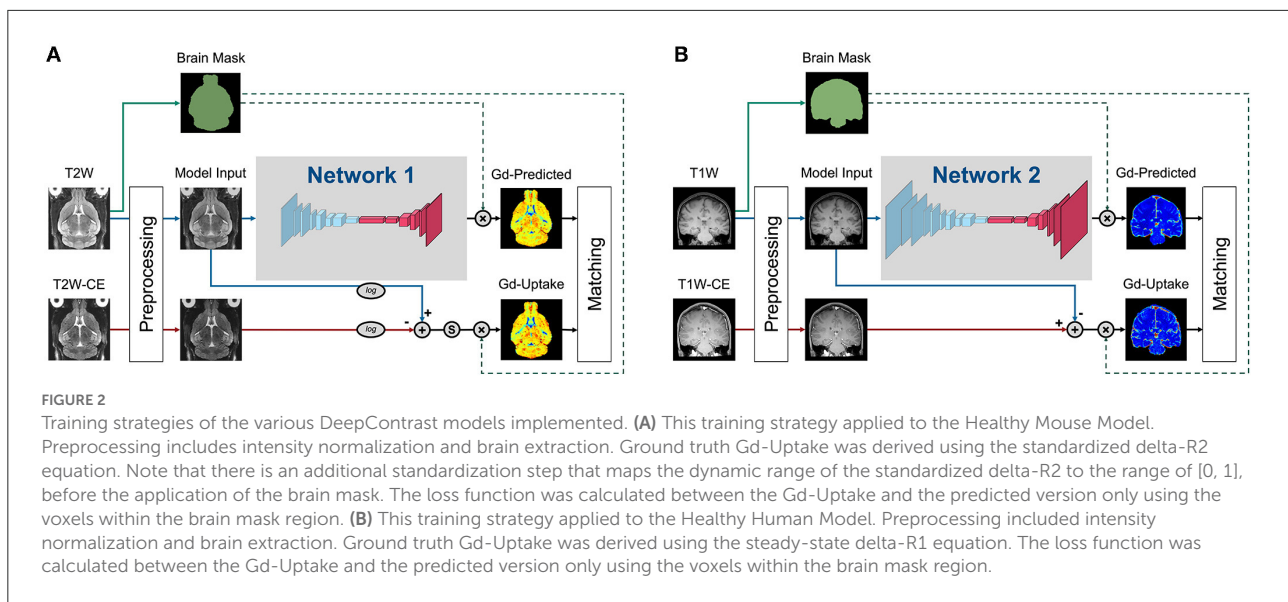 A
Brain Mask
T2W
Model Input
Network 1
Gd-Predicted
Preprocessing
Matching
T2W-CE
log
+
Gd-Uptake
-
log
+
S
×
×
B
Brain Mask
T1W
Model Input
Network 2
Gd-Predicted
Preprocessing
Matching
T1W-CE
-
Gd-Uptake
+
+
×
×
FIGURE 2
Training strategies of the various DeepContrast models implemented. (A) This training strategy applied to the Healthy Mouse Model.
Preprocessing includes intensity normalization and brain extraction. Ground truth Gd-Uptake was derived using the standardized delta-R2
equation. Note that there is an additional standardization step that maps the dynamic range of the standardized delta-R2 to the range of [0, 1],
before the application of the brain mask. The loss function was calculated between the Gd-Uptake and the predicted version only using the
voxels within the brain mask region. (B) This training strategy applied to the Healthy Human Model. Preprocessing included intensity
normalization and brain extraction. Ground truth Gd-Uptake was derived using the steady-state delta-R1 equation. The loss function was
calculated between the Gd-Uptake and the predicted version only using the voxels within the brain mask region.